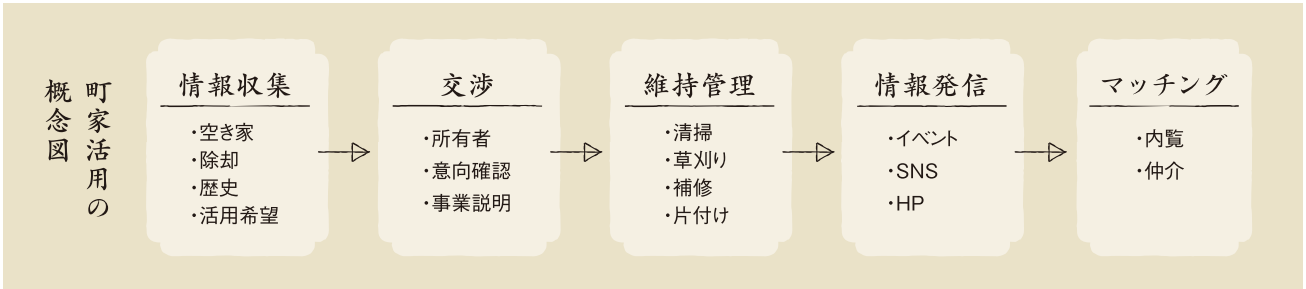 町家活用の
概念図
情報収集
・空き家
・除却
・歴史
・活用希望
交渉
・所有者
・意向確認
・事業説明
維持管理
・清掃
・草刈り
・補修
・片付け
情報発信
・イベント
・SNS
・HP
マッチング
・内覧
・仲介